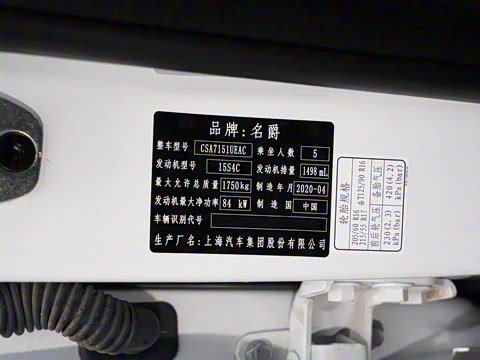 品牌:名爵
整车型号 CSA7151UEAC 乘坐人数 5
发动机型号 15S4C 发动机排量 1498 mL
最大允许总质量 1750kg 制造年月 2020-04
发动机最大净功率 84 kW 制造国 中国
车辆识别代号
生产厂名:上海汽车集团股份有限公司
轮胎规格
205/60 R16
215/55 R17
备T125/90 R16
前后轮气压
230(2.3)
kPa(bar)
备胎气压
420(4.2)
kPa(bar)